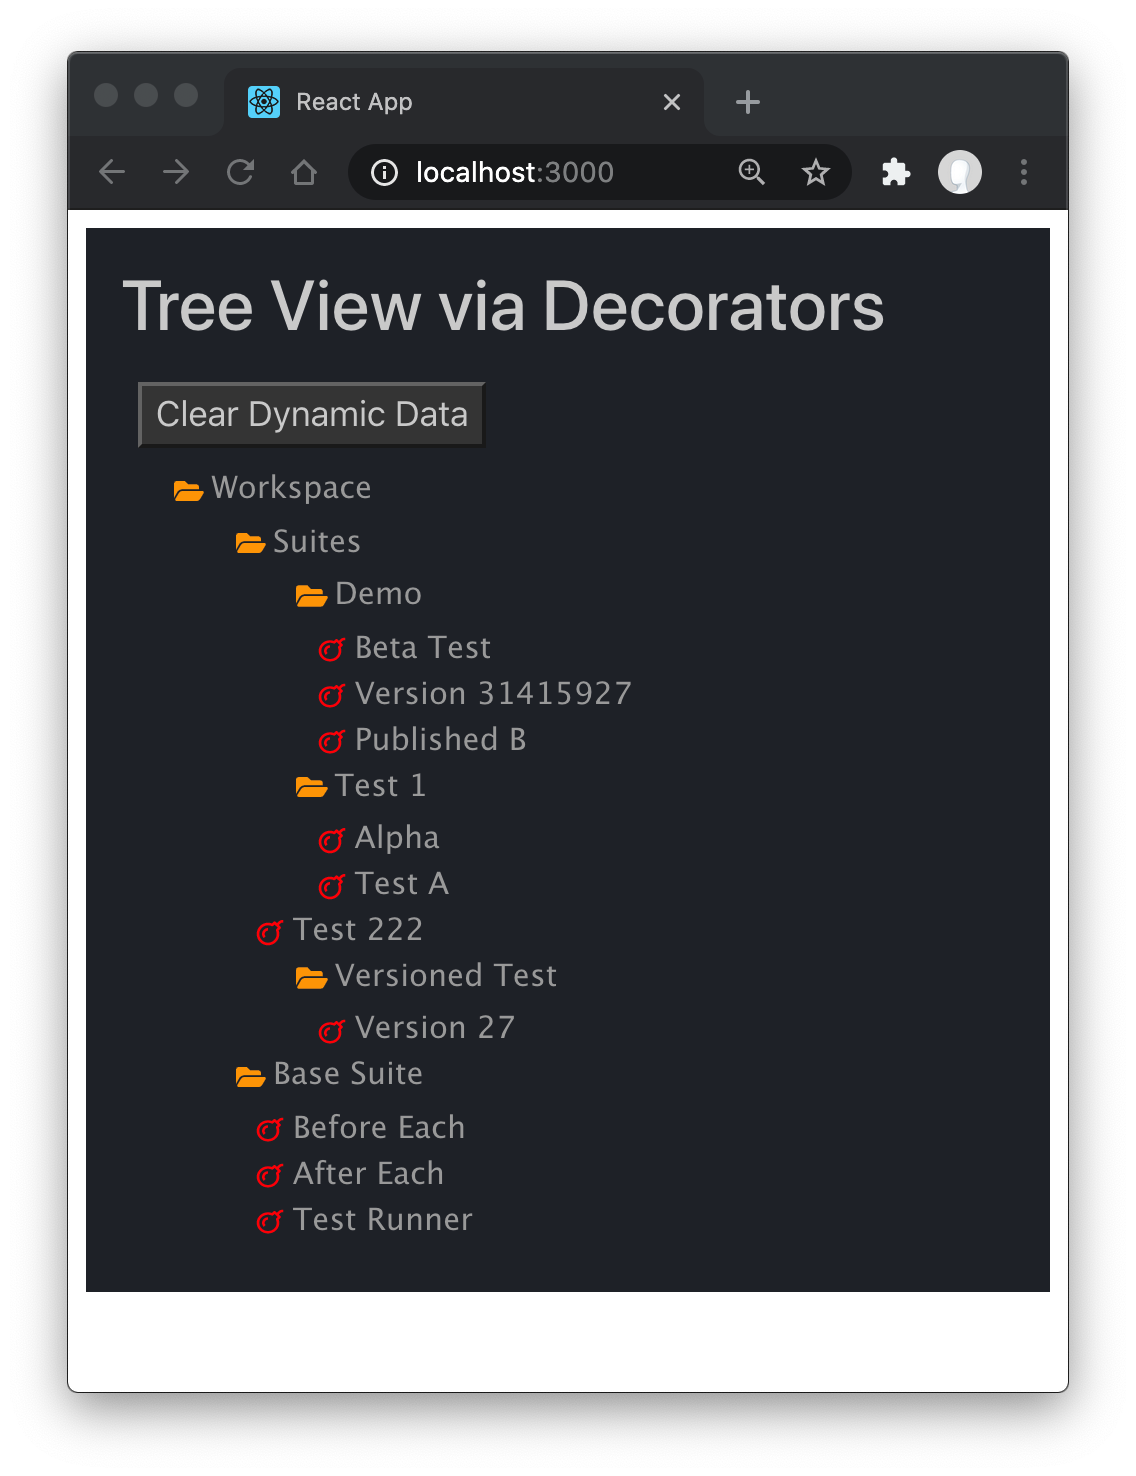 React App
localhost:3000
Tree View via Decorators
Clear Dynamic Data
Workspace
Suites
Demo
Beta Test
Version 31415927
Published B
Test 1
Alpha
Test A
Test 222
Versioned Test
Version 27
Base Suite
Before Each
After Each
Test Runner